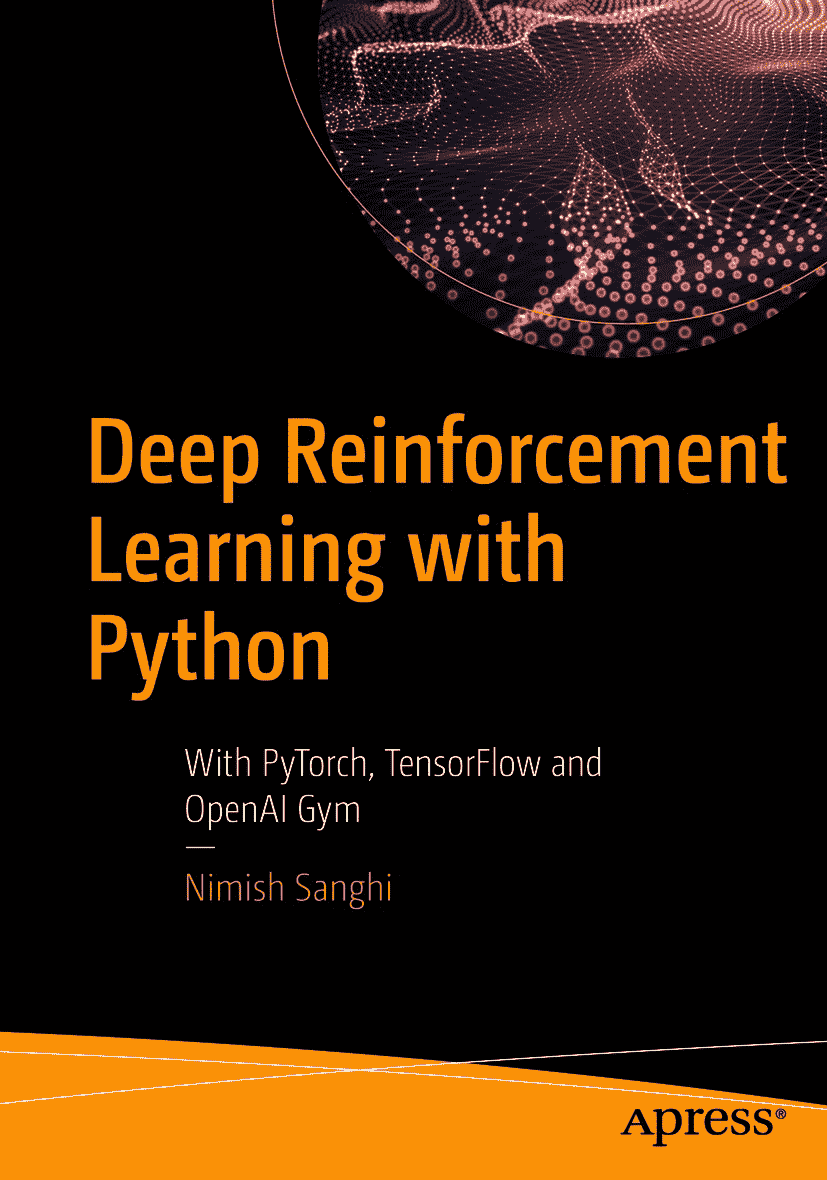 Deep Reinforcement
Learning with
Python
With PyTorch, TensorFlow and
OpenAI Gym
—
Nimish Sanghi
Apress®